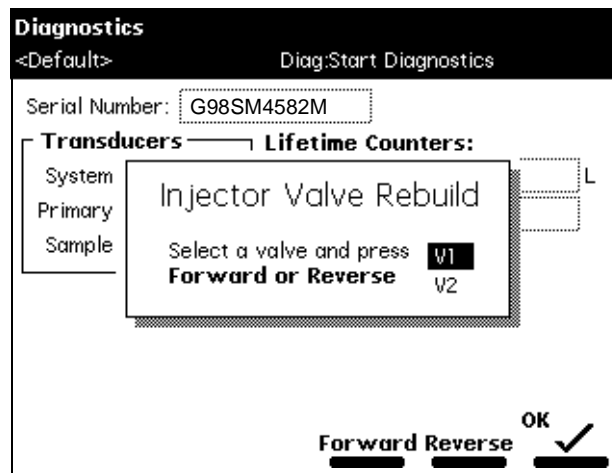 Diagnostics
<Default> Diag:Start Diagnostics
Serial Number: G98SM4582M
Transducers Lifetime Counters:
System L
Primary
Sample
Injector Valve Rebuild
Select a valve and press V1
Forward or Reverse V2
OK
Forward Reverse